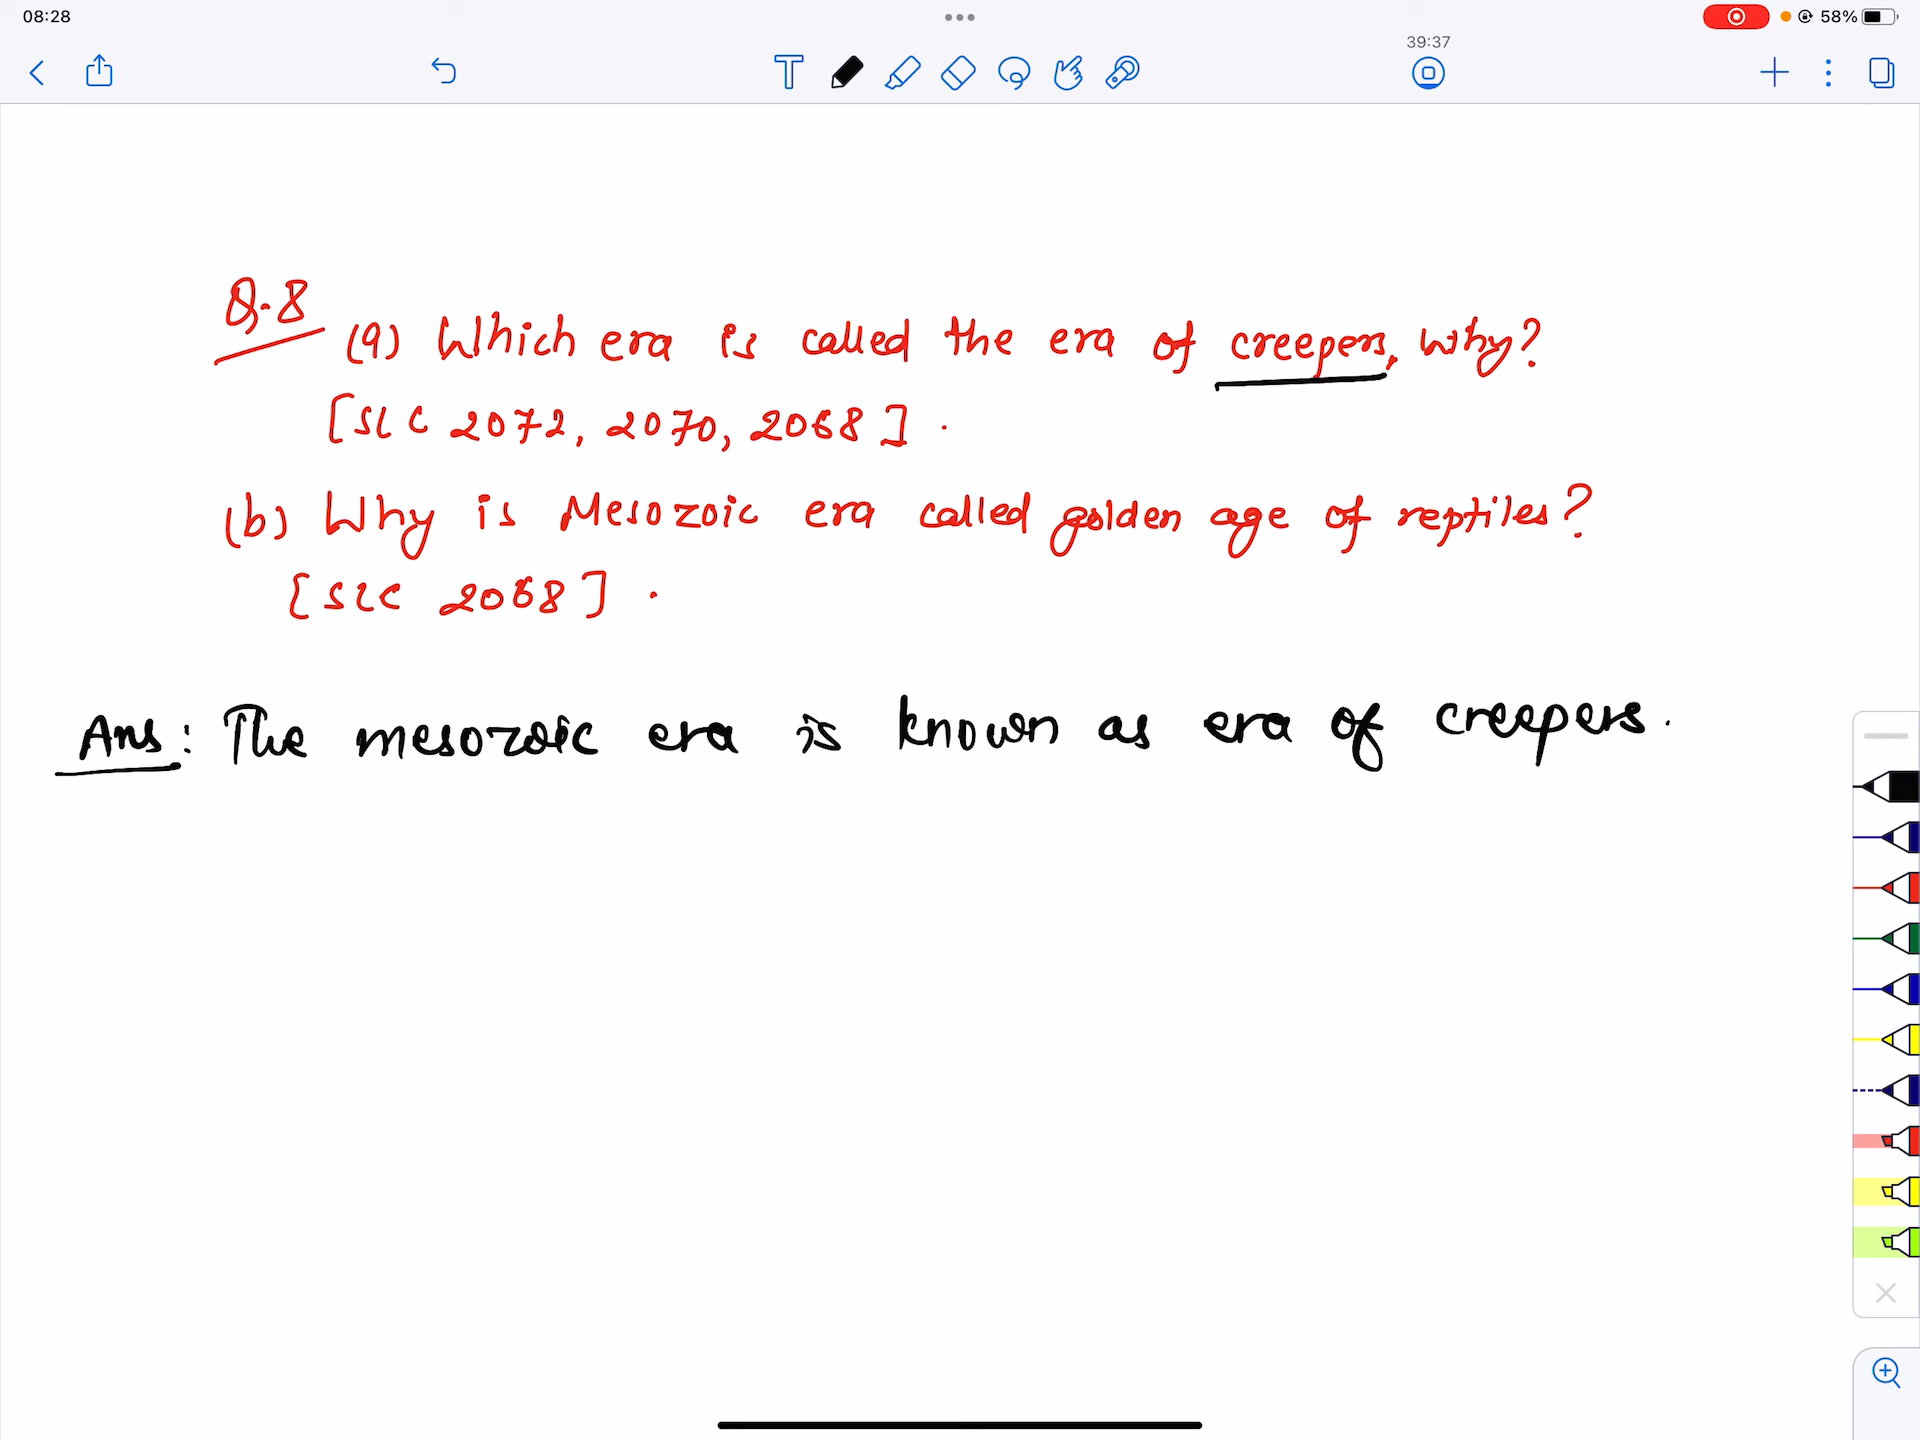 08:28
58%
39:37
T
Q.8
(a) Which era is called the era of creepers, Why?
[SLC 2072, 2070, 2068].
(b) Why is Mesozoic era called golden age of reptiles?
[SLC 2068].
Ans: The mesozoic era is known as era of creepers.